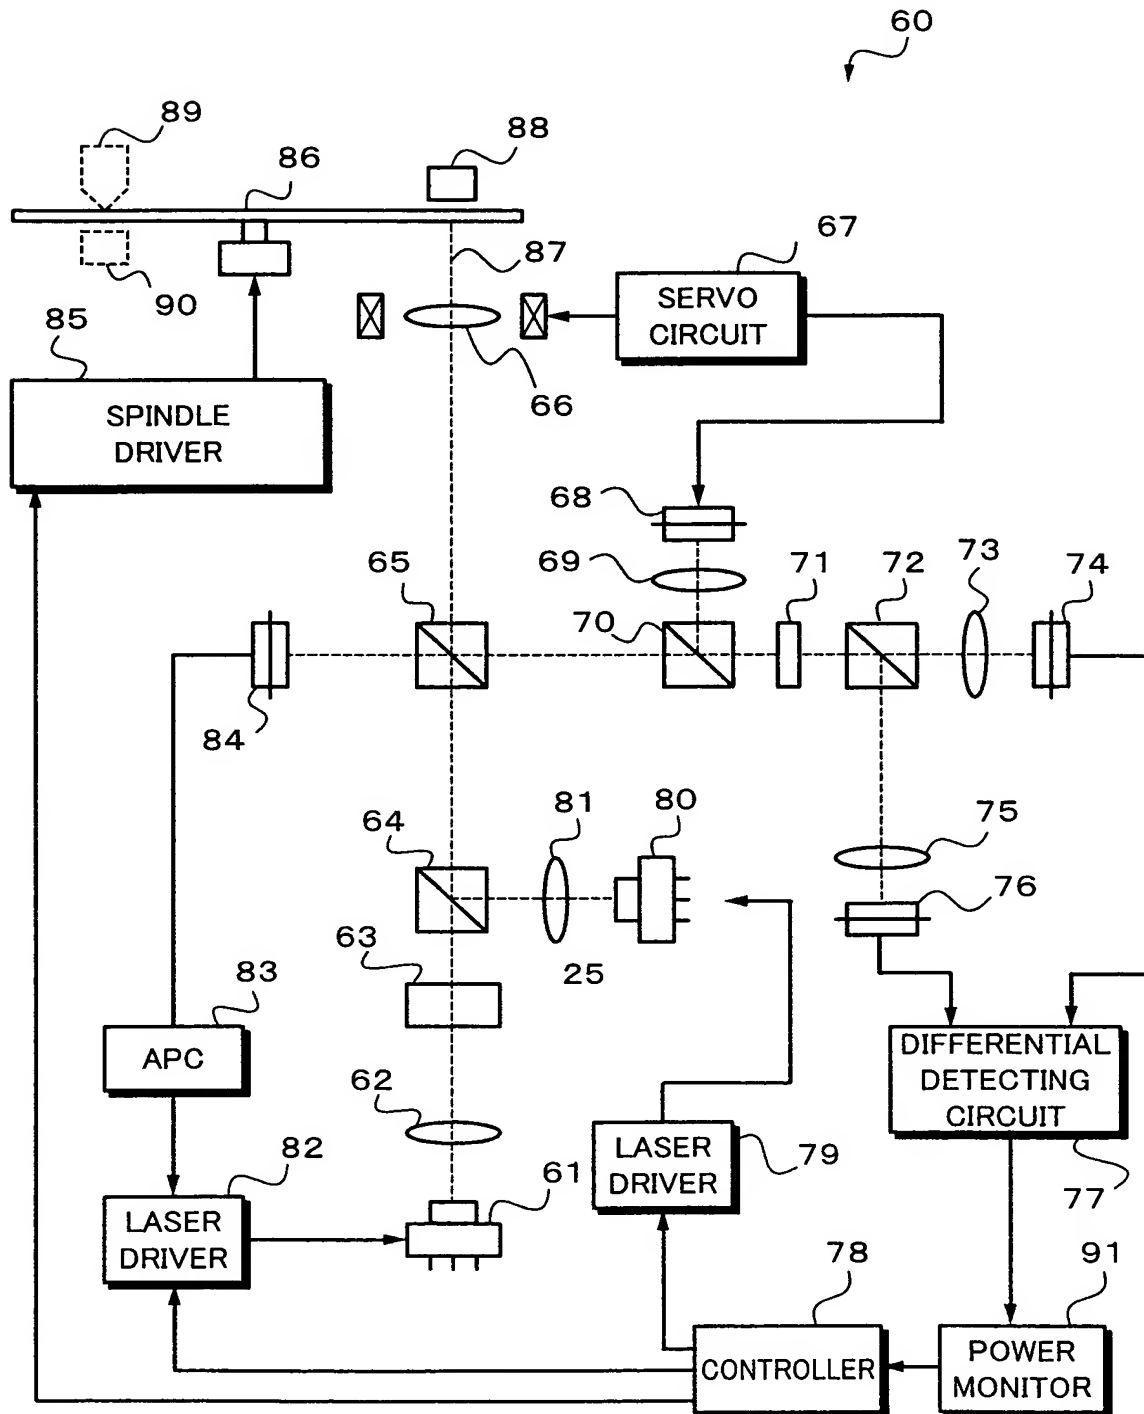 60
89
88
86
67
87
SERVO
CIRCUIT
90
85
66
SPINDLE
DRIVER
68
73
65
69
71
72
74
70
84
81
80
64
75
76
63
25
83
APC
DIFFERENTIAL
DETECTING
CIRCUIT
62
82
61
LASER
DRIVER
79
77
LASER
DRIVER
78
91
CONTROLLER
POWER
MONITOR